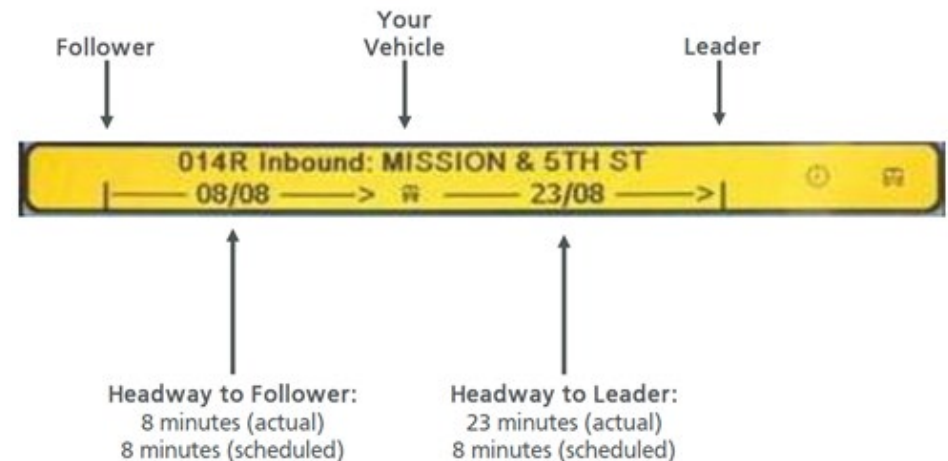 Follower
Your
Vehicle
Leader
014R Inbound: MISSION & 5TH ST
08/08
23/08
Headway to Follower:
8 minutes (actual)
8 minutes (scheduled)
Headway to Leader:
23 minutes (actual)
8 minutes (scheduled)